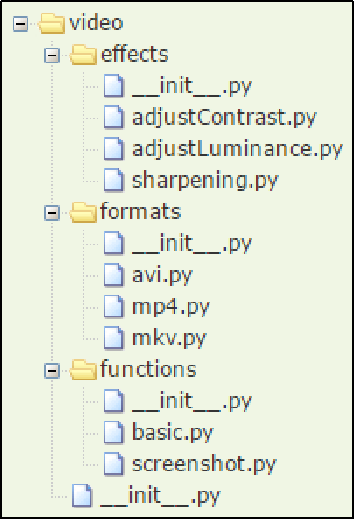 video
effects
__init__.py
adjustContrast.py
adjustLuminance.py
sharpening.py
formats
__init__.py
avi.py
mp4.py
mkv.py
functions
__init__.py
basic.py
screenshot.py
__init__.py